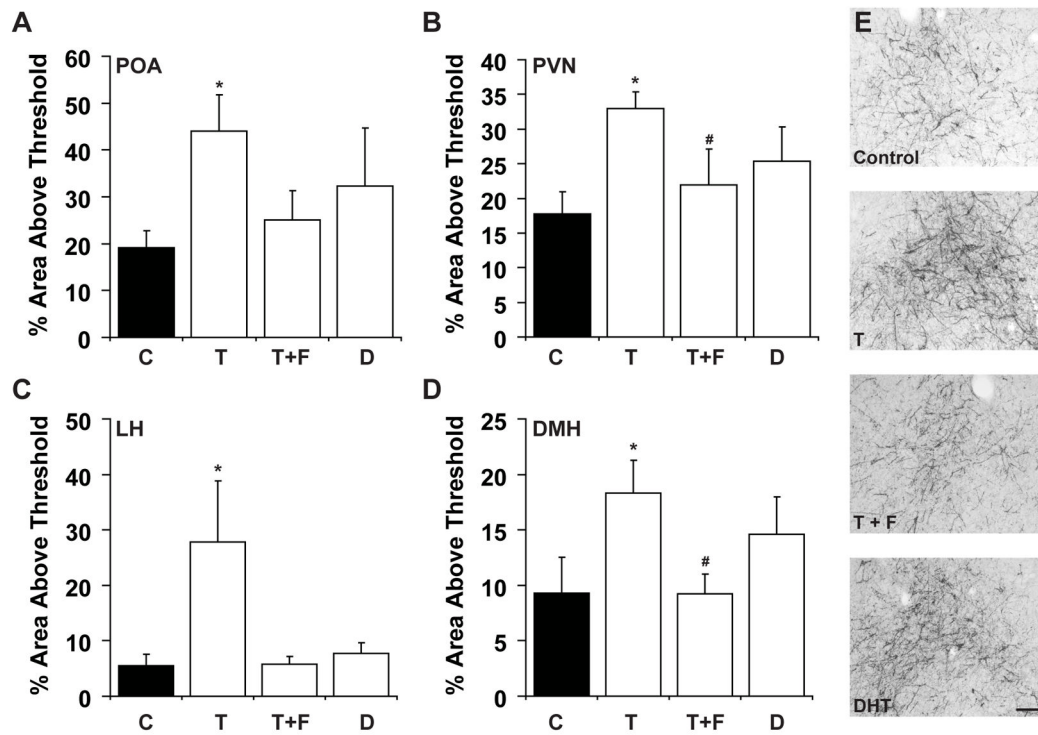 A
% Area Above Threshold
POA
60
50
40
30
20
10
0
*
C T T+F D
B
% Area Above Threshold
PVN
40
35
30
25
20
15
10
5
0
*
#
C T T+F D
C
% Area Above Threshold
LH
50
40
30
20
10
0
*
C T T+F D
D
% Area Above Threshold
DMH
25
20
15
10
5
0
*
#
C T T+F D
E
Control
T
T + F
DHT